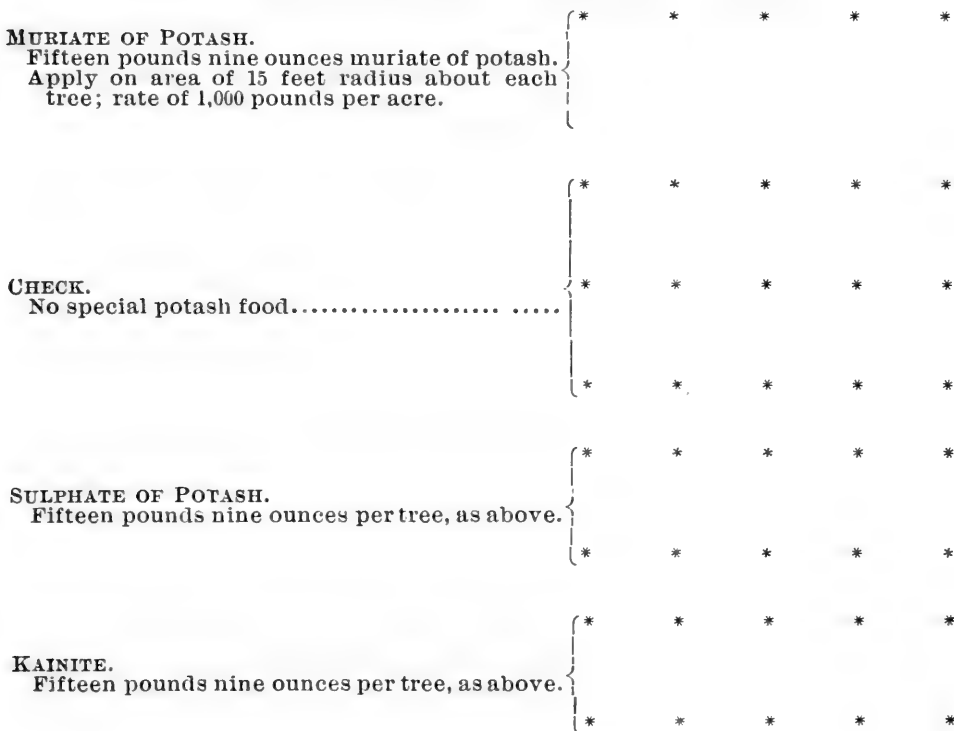 * * * * *
MURIATE OF POTASH.
Fifteen pounds nine ounces muriate of potash.
Apply on area of 15 feet radius about each
tree; rate of 1,000 pounds per acre.
* * * * *
CHECK.
* * * * *
No special potash food..................... .....
* * * * *
* * * * *
SULPHATE OF POTASH.
Fifteen pounds nine ounces per tree, as above.
* * * * *
* * * * *
KAINITE.
Fifteen pounds nine ounces per tree, as above.
* * * * *